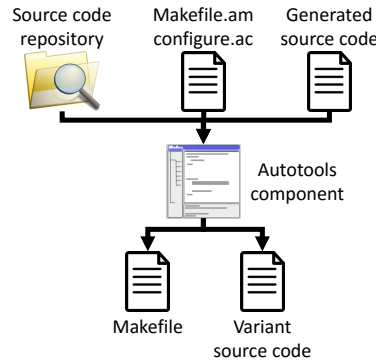 Source code
repository
Makefile.am
configure.ac
Generated
source code
Autotools
component
Makefile
Variant
source code